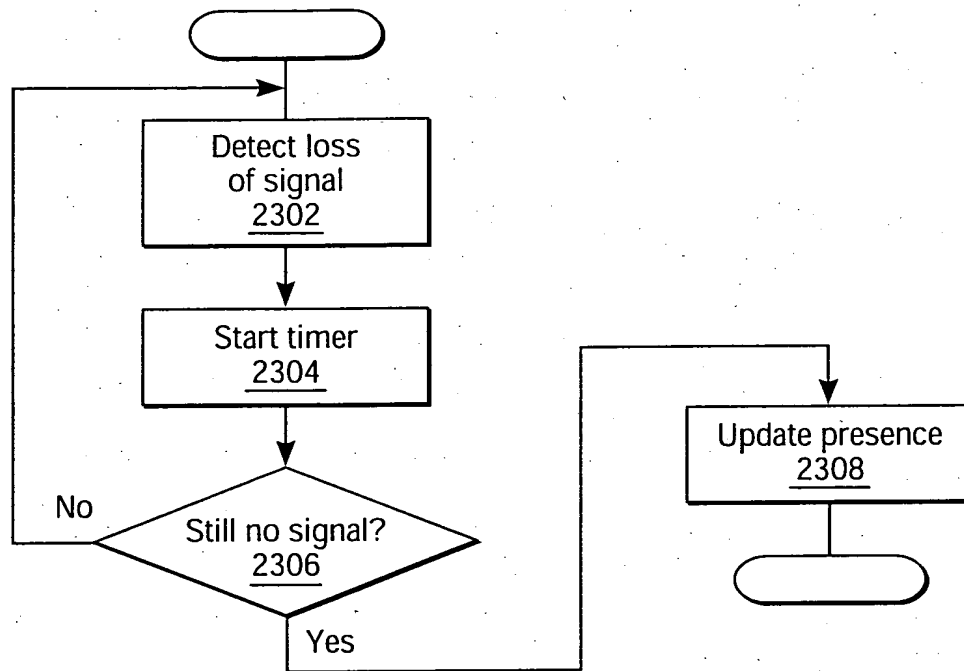 Detect loss
of signal
2302
Start timer
2304
Still no signal?
2306
No
Yes
Update presence
2308